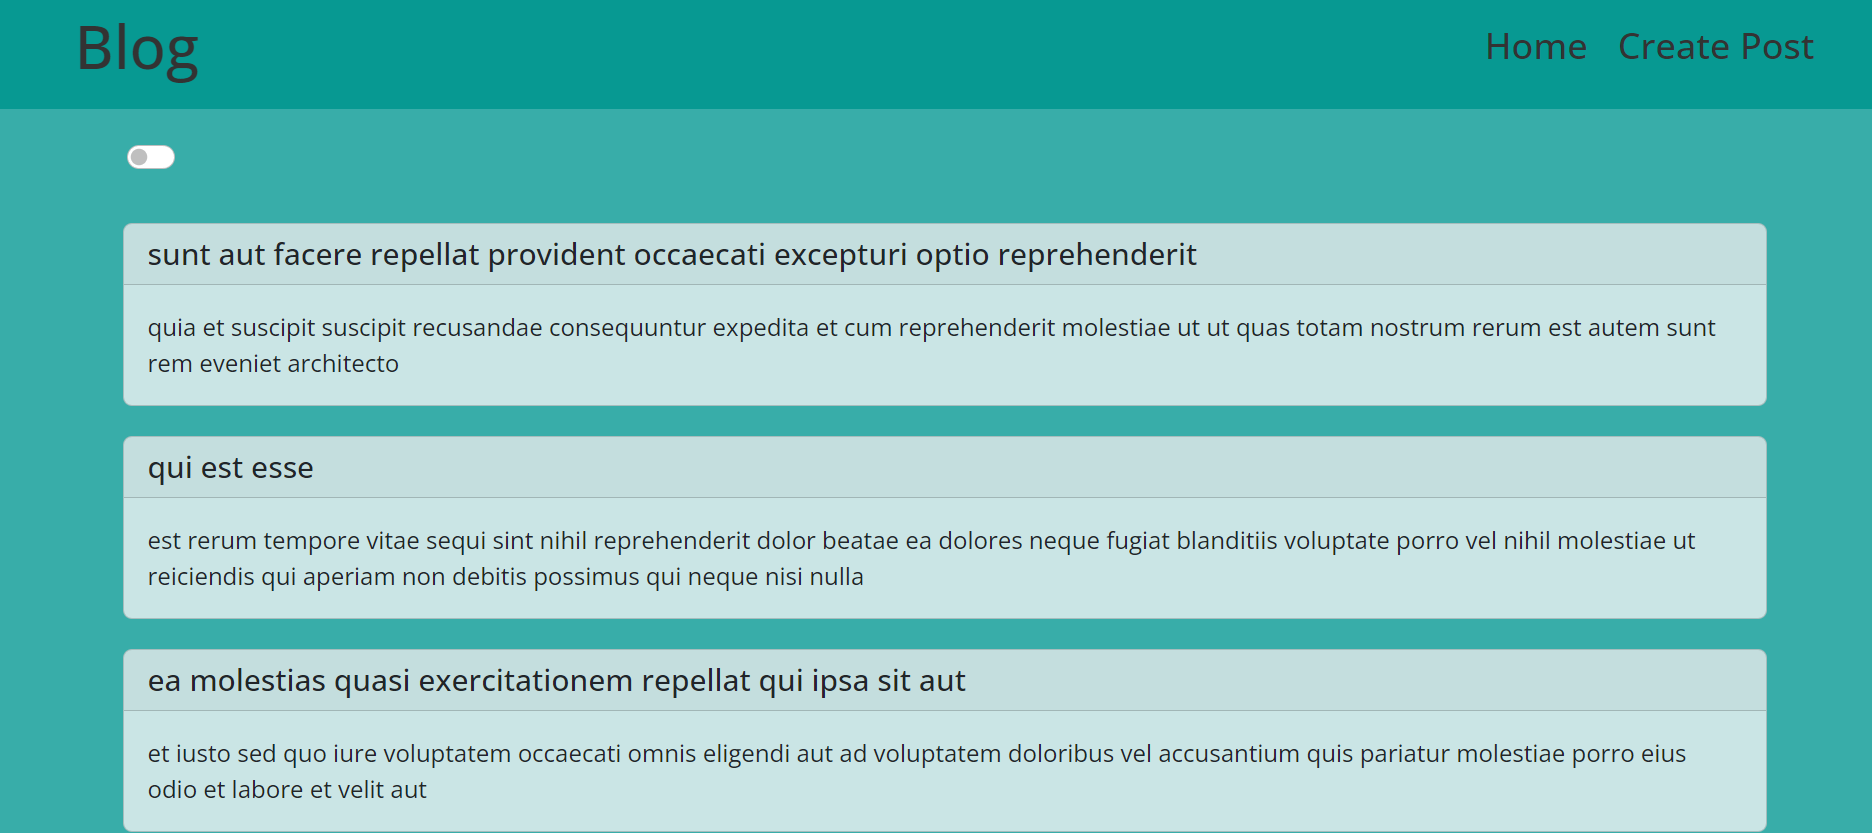 Blog
Home Create Post
sunt aut facere repellat provident occaecati excepturi optio reprehenderit
quia et suscipit suscipit recusandae consequuntur expedita et cum reprehenderit molestiae ut ut quas totam nostrum rerum est autem sunt
rem eveniet architecto
qui est esse
est rerum tempore vitae sequi sint nihil reprehenderit dolor beatae ea dolores neque fugiat blanditiis voluptate porro vel nihil molestiae ut
reiciendis qui aperiam non debitis possimus qui neque nisi nulla
ea molestias quasi exercitationem repellat qui ipsa sit aut
et iusto sed quo iure voluptatem occaecati omnis eligendi aut ad voluptatem doloribus vel accusantium quis pariatur molestiae porro eius
odio et labore et velit aut